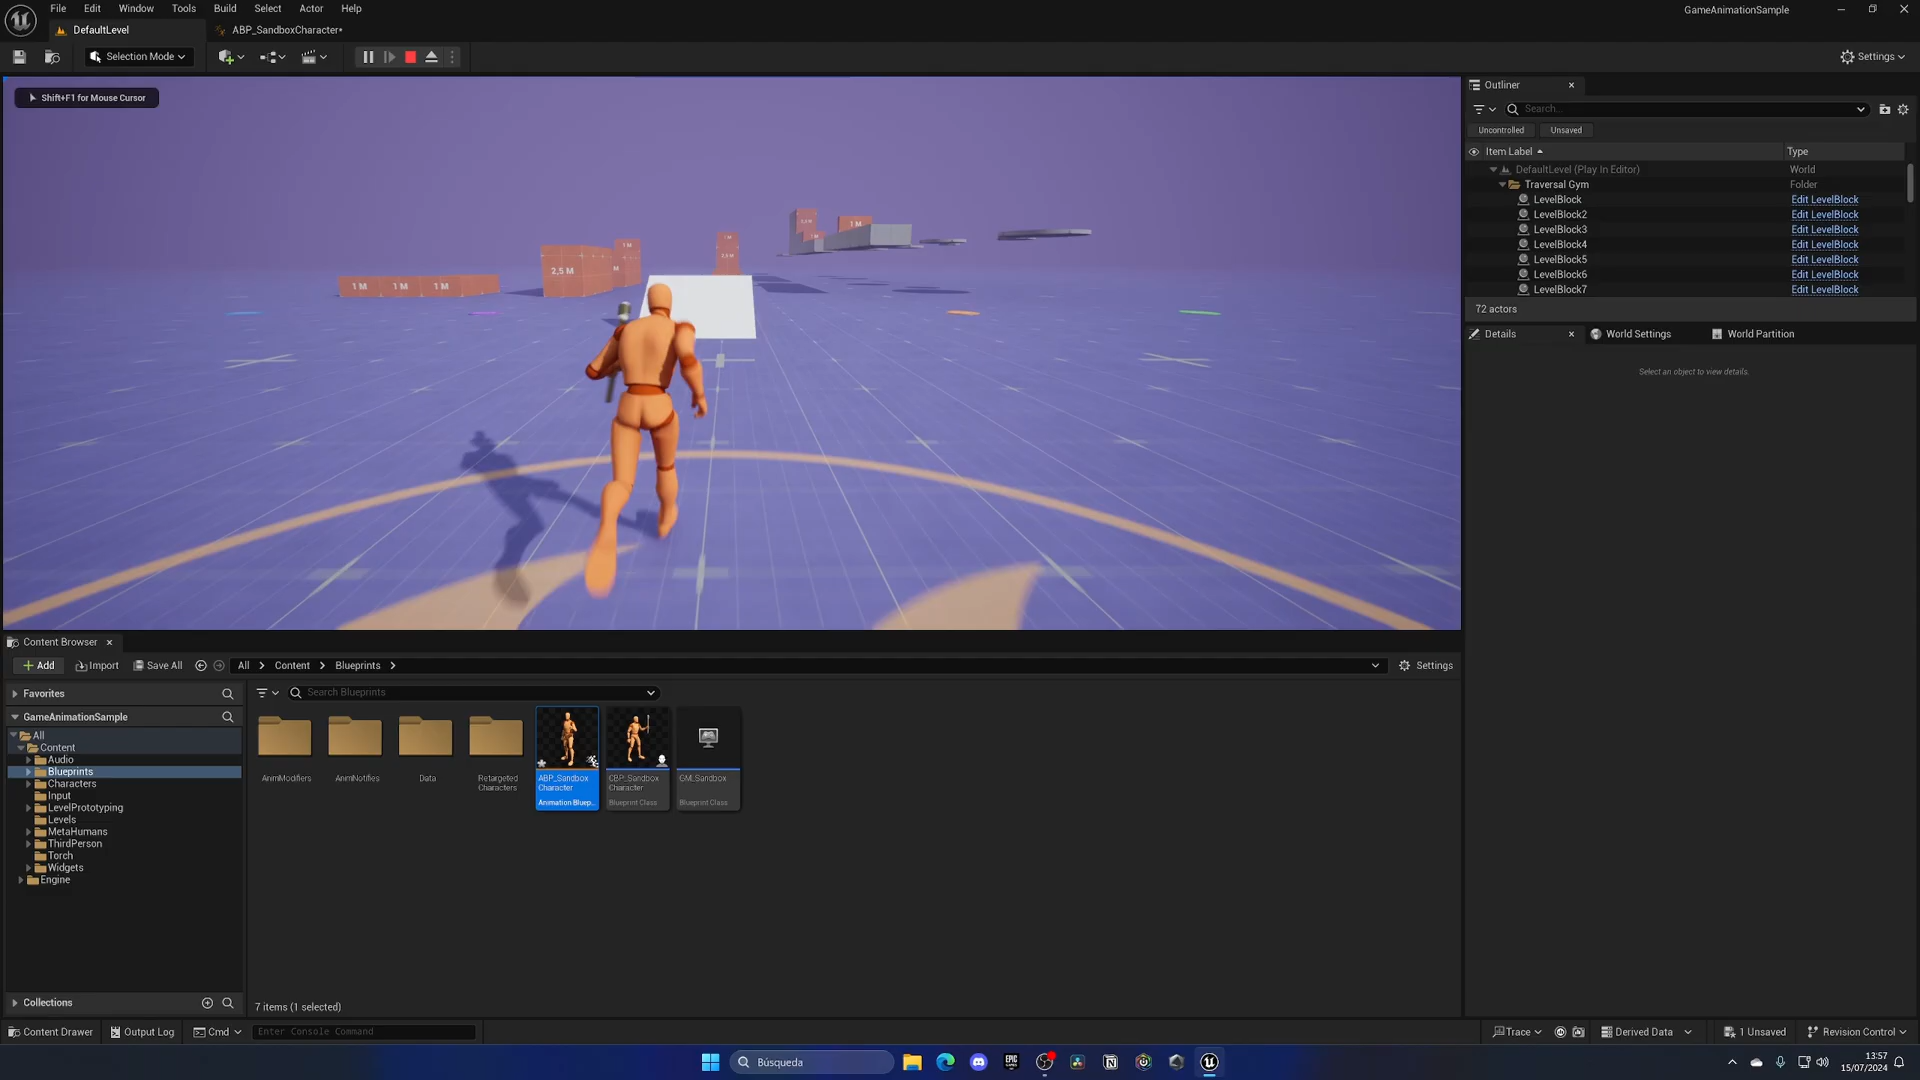 File Edit Window Tools Build Select Actor Help
GameAnimationSample
DefaultLevel
ABP_SandboxCharacter*
Selection Mode
Settings
Shift+F1 for Mouse Cursor
1 M 1 M 1 M
2,5 M
1 M
M
1 M
2,5 M
1 M
Outliner
Search...
Uncontrolled Unsaved
Item Label Type
DefaultLevel (Play In Editor) World
Traversal Gym Folder
LevelBlock Edit LevelBlock
LevelBlock2 Edit LevelBlock
LevelBlock3 Edit LevelBlock
LevelBlock4 Edit LevelBlock
LevelBlock5 Edit LevelBlock
LevelBlock6 Edit LevelBlock
LevelBlock7 Edit LevelBlock
72 actors
Details World Settings World Partition
Select an object to view details.
Content Browser
Add Import Save All All Content Blueprints Settings
Favorites
Search Blueprints
GameAnimationSample
All
Content
Audio
Blueprints
Characters
Input
LevelPrototyping
Levels
MetaHumans
ThirdPerson
Torch
Widgets
Engine
AnimModifiers
AnimNotifies
Data
Retargeted
Characters
ABP_Sandbox
Character
Animation Bluep...
CBP_Sandbox
Character
Blueprint Class
GM_Sandbox
Blueprint Class
Collections
7 items (1 selected)
Content Drawer Output Log Cmd Enter Console Command
Trace Derived Data 1 Unsaved Revision Control
Búsqueda
EPIC
13:57
15/07/2024